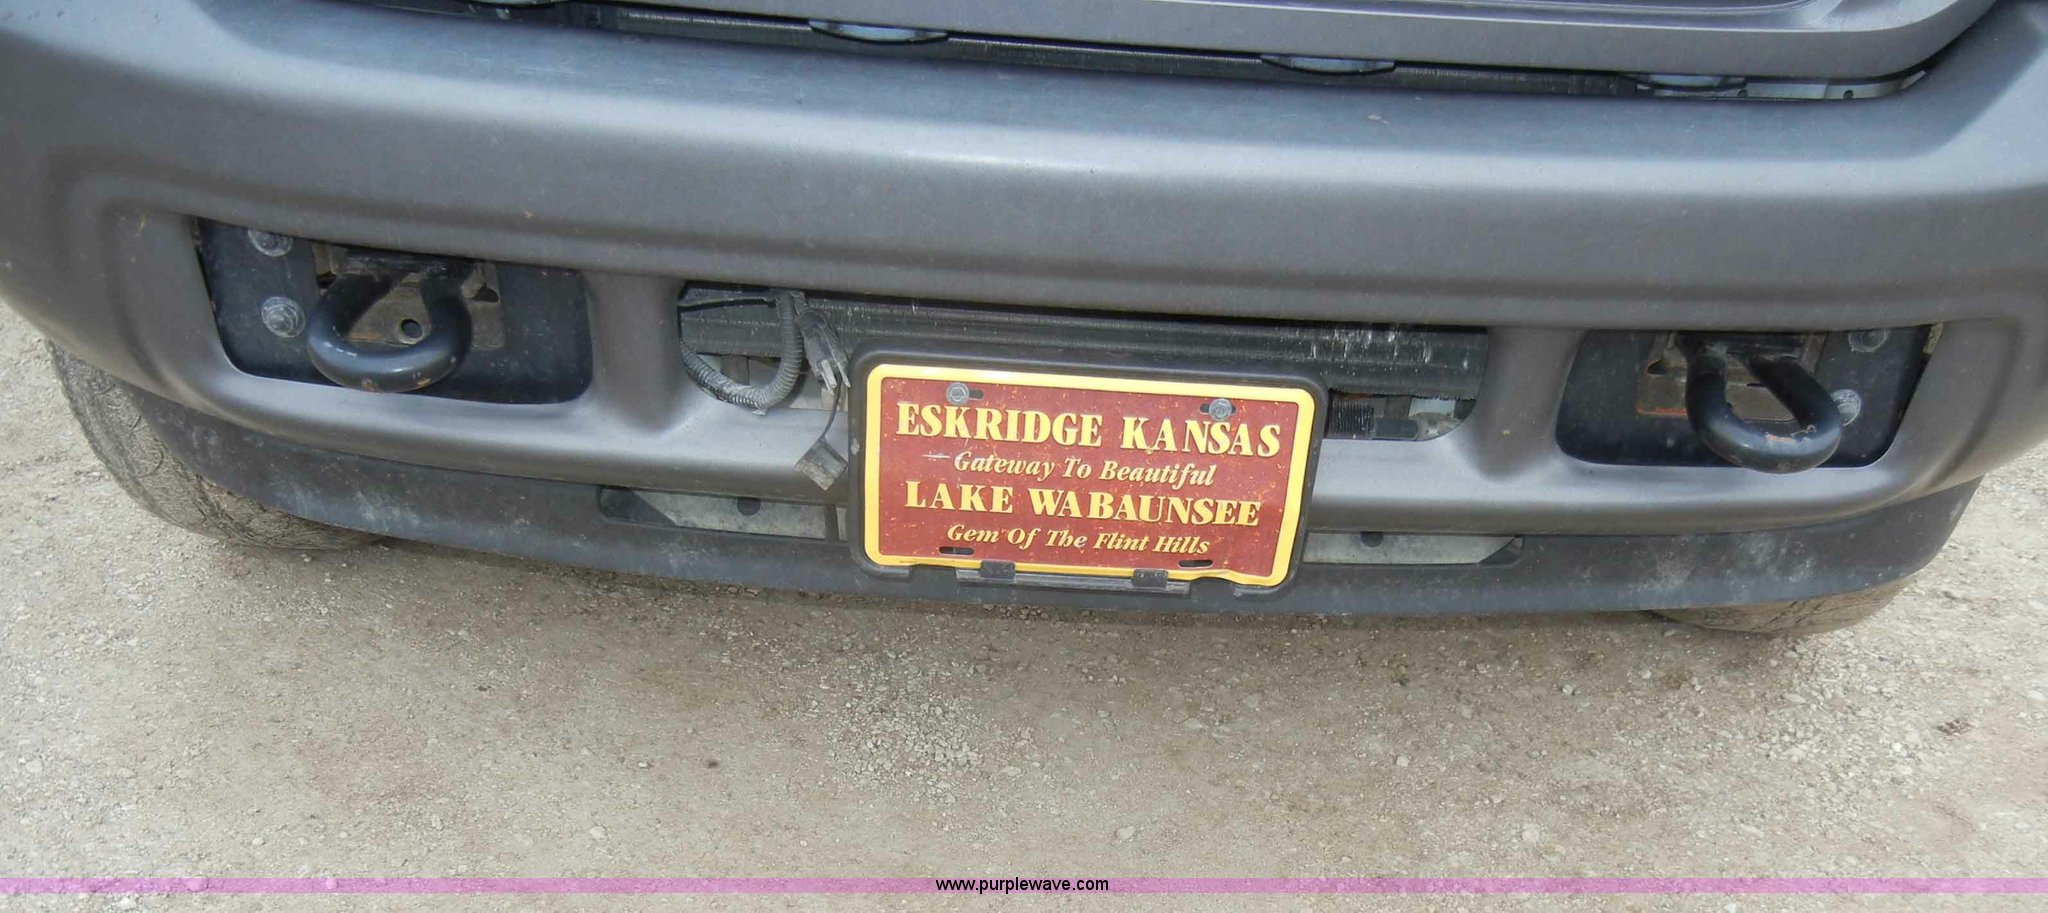 ESKRIDGE KANSAS
Gateway To Beautiful
LAKE WABAUNSEE
Gem Of The Flint Hills
www.purplewave.com